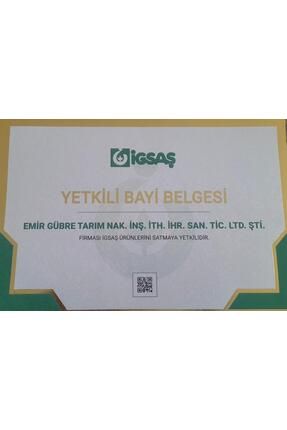 İGSAŞ
YETKİLİ BAYİ BELGESİ
EMİR GÜBRE TARIM NAK. İNŞ. İTH. İHR. SAN. TİC. LTD. ŞTİ.
FİRMASI İGSAŞ ÜRÜNLERİNİ SATMAYA YETKİLİDİR.